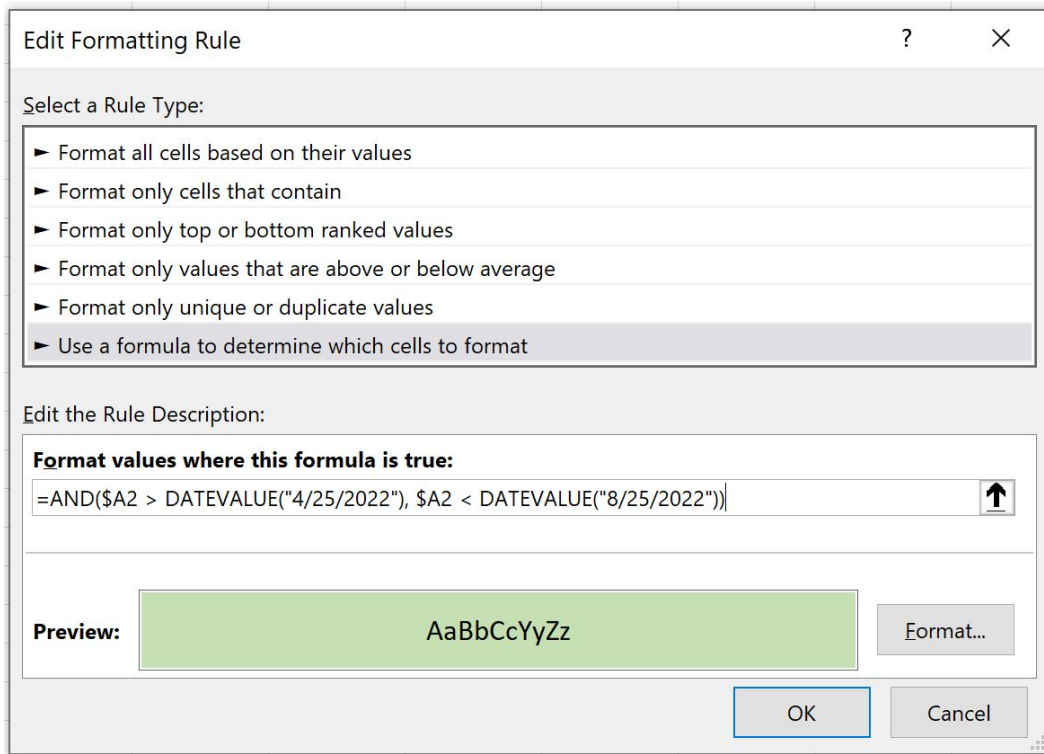 Edit Formatting Rule
?
Select a Rule Type:
► Format all cells based on their values
► Format only cells that contain
► Format only top or bottom ranked values
► Format only values that are above or below average
► Format only unique or duplicate values
► Use a formula to determine which cells to format
Edit the Rule Description:
Format values where this formula is true:
=AND($A2 > DATEVALUE("4/25/2022"), $A2 < DATEVALUE("8/25/2022"))
Preview:
AaBbCcYyZz
Format...
OK
Cancel